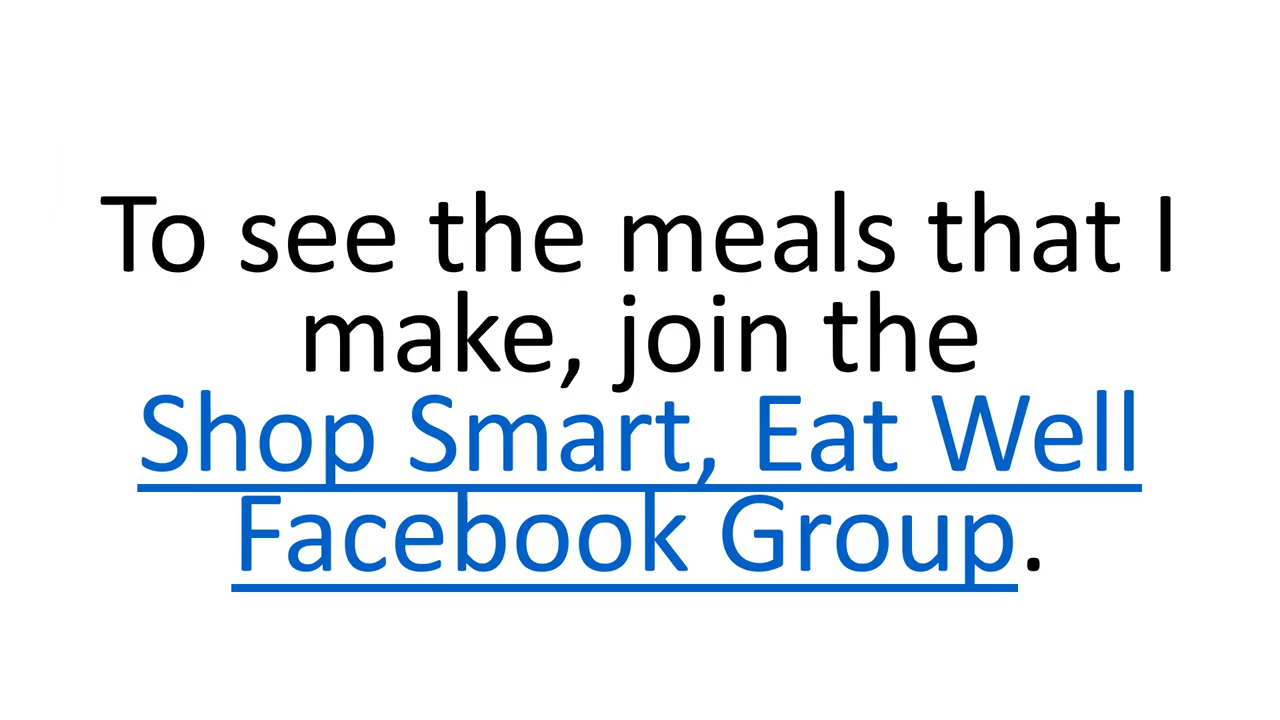 To see the meals that I
make, join the
Shop Smart, Eat Well
Facebook Group.